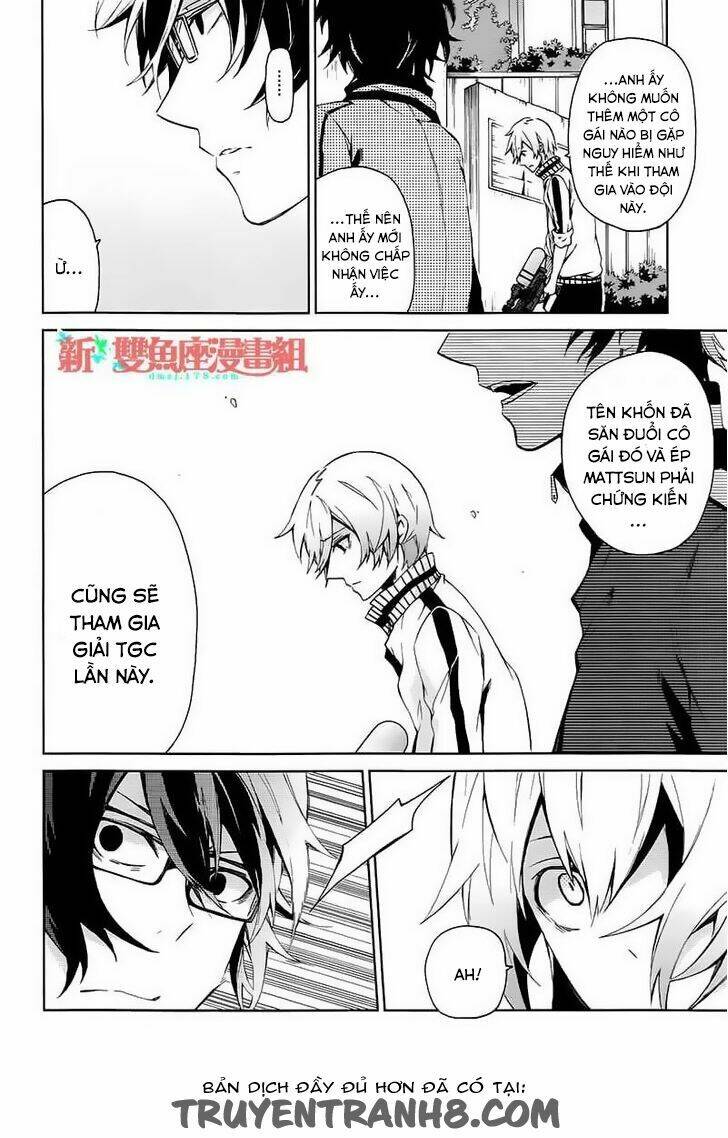 ...ANH ẤY
KHÔNG MUỐN
THÊM MỘT CÔ
GÁI NÀO BỊ GẶP
NGUY HIỂM NHƯ
THẾ KHI THAM
GIA VÀO ĐỘI
NÀY.
...THẾ NÊN
ANH ẤY MỚI
KHÔNG CHẤP
NHẬN VIỆC
ẤY...
......
Ừ...
新·雙魚座漫畫組
dmzj.178.com
TÊN KHỐN ĐÃ
SĂN ĐUỔI CÔ
GÁI ĐÓ VÀ ÉP
MATTSUN PHẢI
CHỨNG KIẾN
...
CŨNG SẼ
THAM GIA
GIẢI TGC
LẦN NÀY.
AH!
BẢN DỊCH ĐẦY ĐỦ HƠN ĐÃ CÓ TẠI:
TRUYENTRANH8.COM